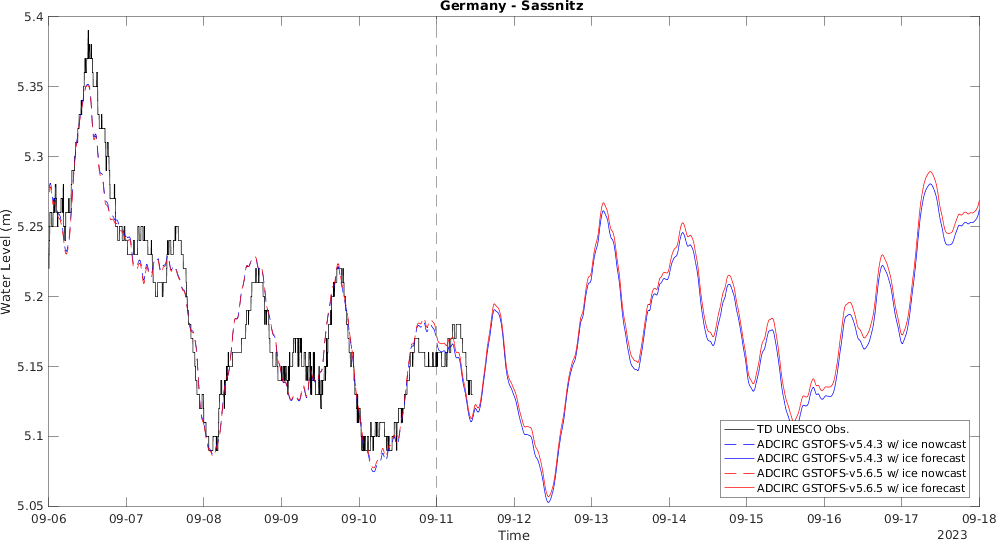 Germany - Sassnitz
5.4
5.35
5.3
5.25
5.2
5.15
5.1
5.05
Water Level (m)
TD UNESCO Obs.
ADCIRC GSTOFS-v5.4.3 w/ ice nowcast
ADCIRC GSTOFS-v5.4.3 w/ ice forecast
ADCIRC GSTOFS-v5.6.5 w/ ice nowcast
ADCIRC GSTOFS-v5.6.5 w/ ice forecast
09-06 09-07 09-08 09-09 09-10 09-11 09-12 09-13 09-14 09-15 09-16 09-17 09-18
Time
2023